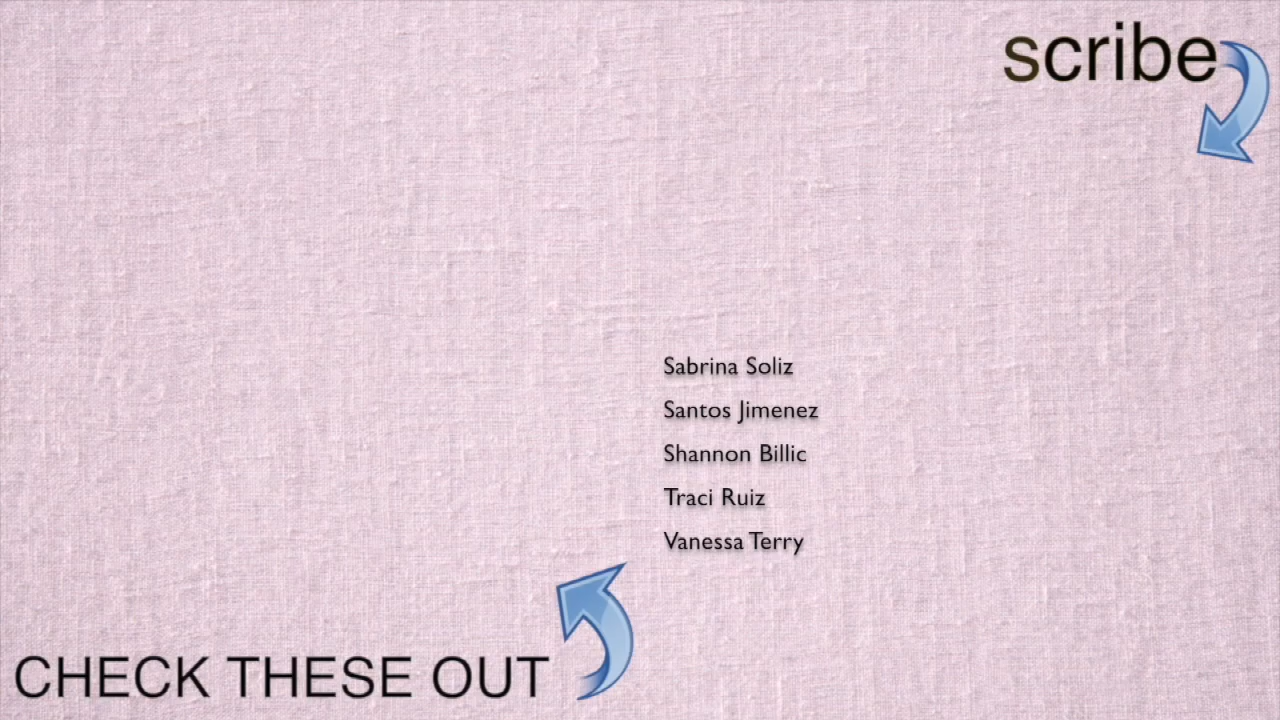 scribe
Sabrina Soliz
Santos Jimenez
Shannon Billic
Traci Ruiz
Vanessa Terry
CHECK THESE OUT